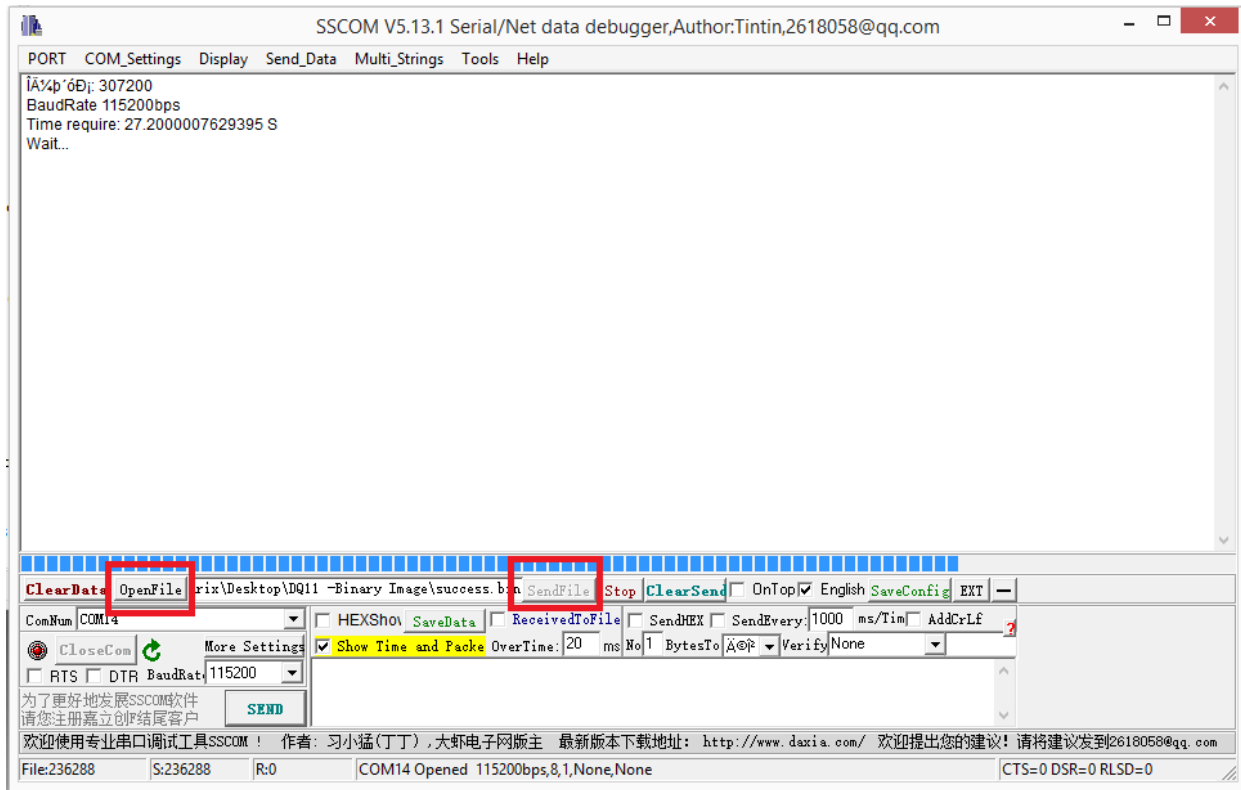 SSCOM V5.13.1 Serial/Net data debugger,Author:Tintin,2618058@qq.com
PORT COM_Settings Display Send_Data Multi_Strings Tools Help
ÎÄ¼þ´óÐ¡: 307200
BaudRate 115200bps
Time require: 27.2000007629395 S
Wait...
ClearData OpenFile rix\Desktop\DQ11 -Binary Image\success.bin SendFile Stop ClearSend OnTop English SaveConfig EXT —
ComNum COM14 HEXShow SaveData ReceivedToFile SendHEX SendEvery: 1000 ms/Tim AddCrLf ?
CloseCom More Settings Show Time and Packe OverTime: 20 ms No 1 BytesTo Verify None
RTS DTR BaudRat 115200
为了更好地发展SSCOM软件
请您注册嘉立创F结尾客户
SEND
欢迎使用专业串口调试工具SSCOM ! 作者: 习小猛(丁丁),大虾电子网版主 最新版本下载地址: http://www.daxia.com/ 欢迎提出您的建议! 请将建议发到2618058@qq.com
File:236288 S:236288 R:0 COM14 Opened 115200bps,8,1,None,None CTS=0 DSR=0 RLSD=0